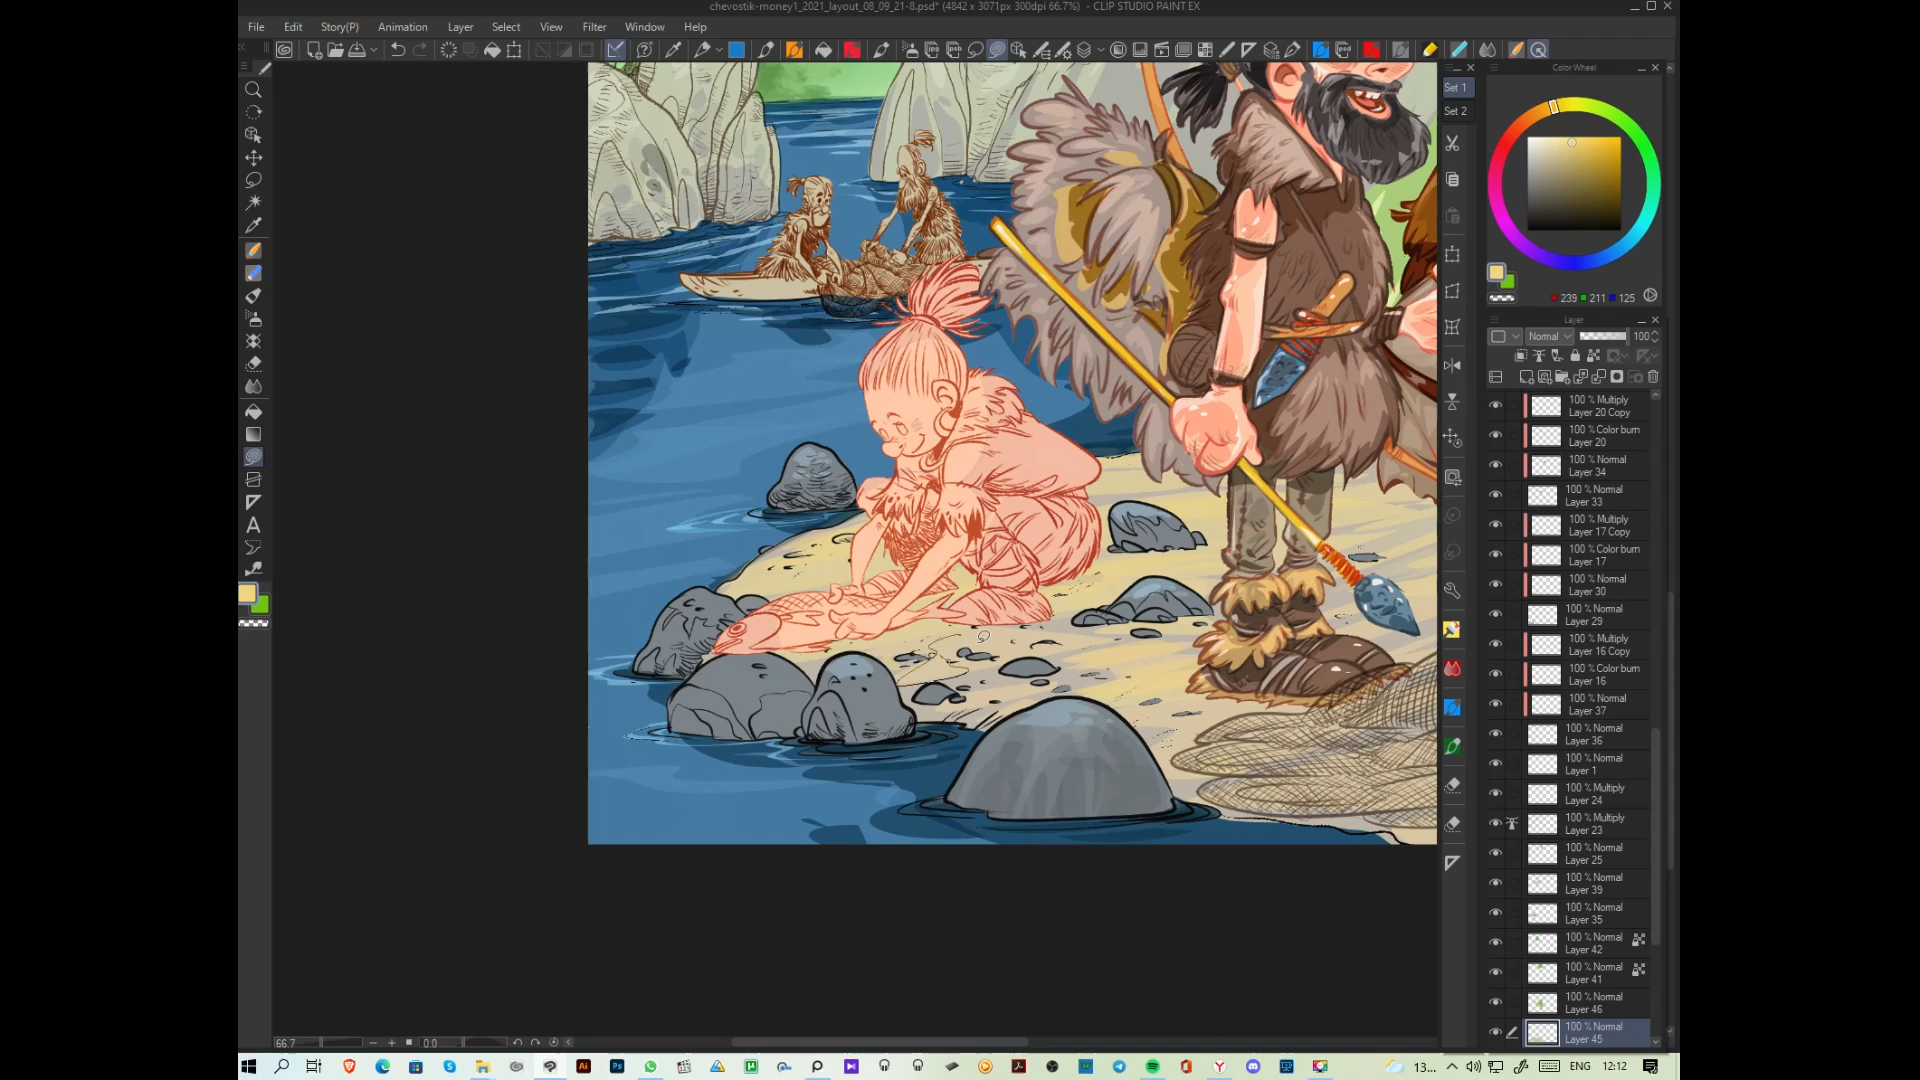 chevostik-money1_2021_layout_08_09_21-8.psd* (4842 x 3071px 300dpi 66.7%) - CLIP STUDIO PAINT EX
File Edit Story(P) Animation Layer Select View Filter Window Help
Set 1
Set 2
Color Wheel
239 211 125
Layer
Normal 100
100 % Multiply
Layer 20 Copy
100 % Color burn
Layer 20
100 % Normal
Layer 34
100 % Normal
Layer 33
100 % Multiply
Layer 17 Copy
100 % Color burn
Layer 17
100 % Normal
Layer 30
100 % Normal
Layer 29
100 % Multiply
Layer 16 Copy
100 % Color burn
Layer 16
100 % Normal
Layer 37
100 % Normal
Layer 36
100 % Normal
Layer 1
100 % Multiply
Layer 24
100 % Multiply
Layer 23
100 % Normal
Layer 25
100 % Normal
Layer 39
100 % Normal
Layer 35
100 % Normal
Layer 42
100 % Normal
Layer 41
100 % Normal
Layer 46
100 % Normal
Layer 45
66.7 0.0
Ai Ps 13... ENG 12:12